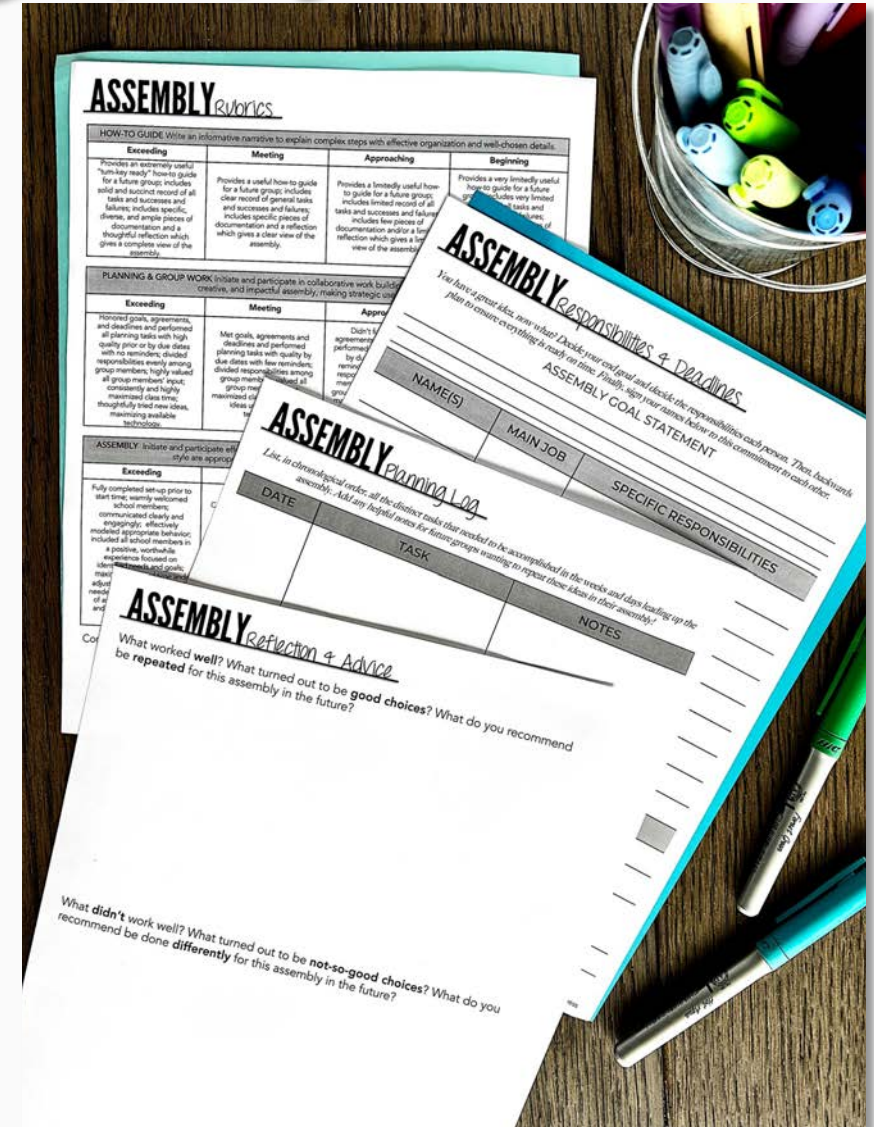 ASSEMBLY Rubrics
HOW-TO GUIDE Write an informative narrative to explain complex steps with effective organization and well-chosen details.
Exceeding
Provides an extremely useful
"turn-key ready" how-to guide
for a future group; includes
solid and succinct record of all
tasks and successes and
failures; includes specific,
diverse, and ample pieces of
documentation and a
thoughtful reflection which
gives a complete view of the
assembly.
Meeting
Provides a useful how-to guide
for a future group; includes
clear record of general tasks
and successes and failures;
includes specific pieces of
documentation and a reflection
which gives a clear view of the
assembly.
Approaching
Provides a limitedly useful how-
to guide for a future group;
includes limited record of all
tasks and successes and failures
includes few pieces of
documentation and/or a
reflection which gives a
view of the assembly
Beginning
Provides a very limitedly useful
how-to guide for a future
includes very limited
all tasks and
of
PLANNING & GROUP WORK Initiate and participate in collaborative work
creative, and impactful assembly, making strategic
Exceeding
Honored goals, agreements,
and deadlines and performed
all planning tasks with high
quality prior or by due dates
with no reminders; divided
responsibilities evenly among
group members; highly valued
all group members' input;
consistently and highly
maximized class time;
thoughtfully tried new ideas,
maximizing available
technology.
Meeting
Met goals, agreements and
deadlines and performed
planning tasks with quality by
due dates with few reminders;
divided responsibilities among
all
maximized
ideas
Didn't
performed
by
ASSEMBLY Initiate and participate
style are
Exceeding
Fully completed set-up prior to
start time; warmly welcomed
school members;
communicated clearly and
engagingly; effectively
modeled appropriate behavior;
included all school members in
a positive, worthwhile
experience focused on
needs and goals;
ASSEMBLY Responsibilities & Deadlines
You have a great idea, now what? Decide your end goal and decide the responsibilities each person. Then, backwards
plan to ensure everything is ready on time. Finally, sign your names below to this commitment to each other.
ASSEMBLY GOAL STATEMENT
NAME(S) MAIN JOB SPECIFIC RESPONSIBILITIES
ASSEMBLY Planning Log
List, in chronological order, all the distinct tasks that needed to be accomplished in the weeks and days leading up the
assembly. Add any helpful notes for future groups wanting to repeat these ideas in their assembly!
DATE TASK NOTES
ASSEMBLY Reflection & Advice
What worked well? What turned out to be good choices? What do you recommend
be repeated for this assembly in the future?
What didn't work well? What turned out to be not-so-good choices? What do you
recommend be done differently for this assembly in the future?
BIC